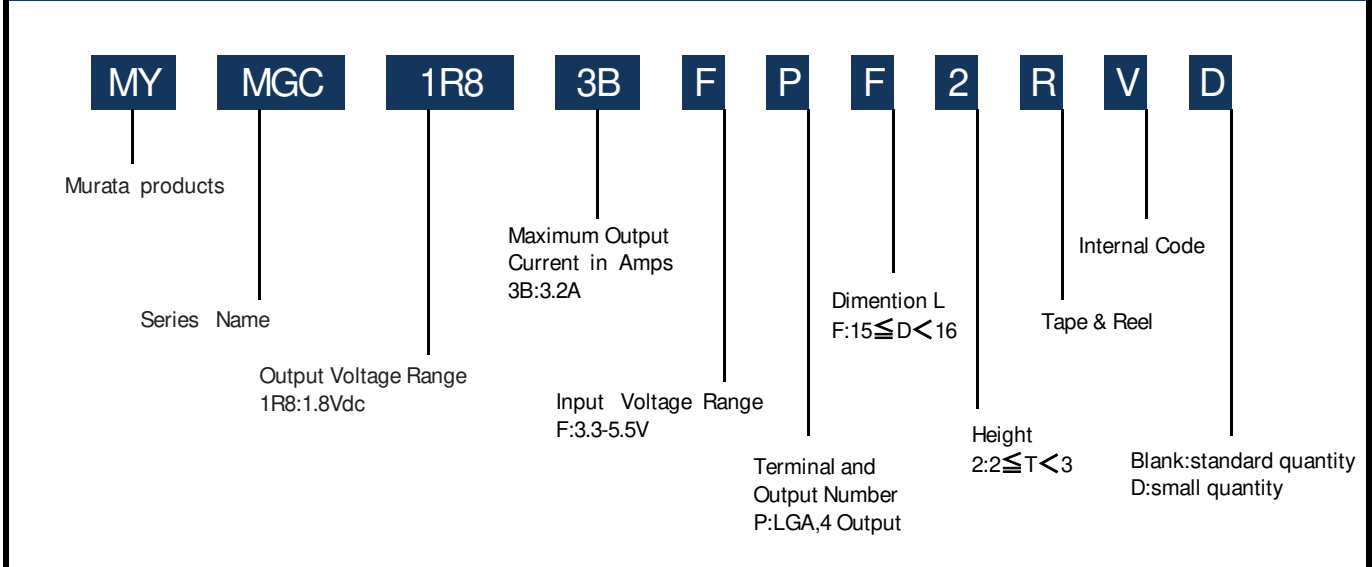 MY MGC 1R8 3B F P F 2 R V D
Murata products
Series Name
Output Voltage Range
1R8:1.8Vdc
Maximum Output
Current in Amps
3B:3.2A
Input Voltage Range
F:3.3-5.5V
Terminal and
Output Number
P:LGA,4 Output
Dimention L
F:15≦D<16
Height
2:2≦T<3
Tape & Reel
Internal Code
Blank:standard quantity
D:small quantity